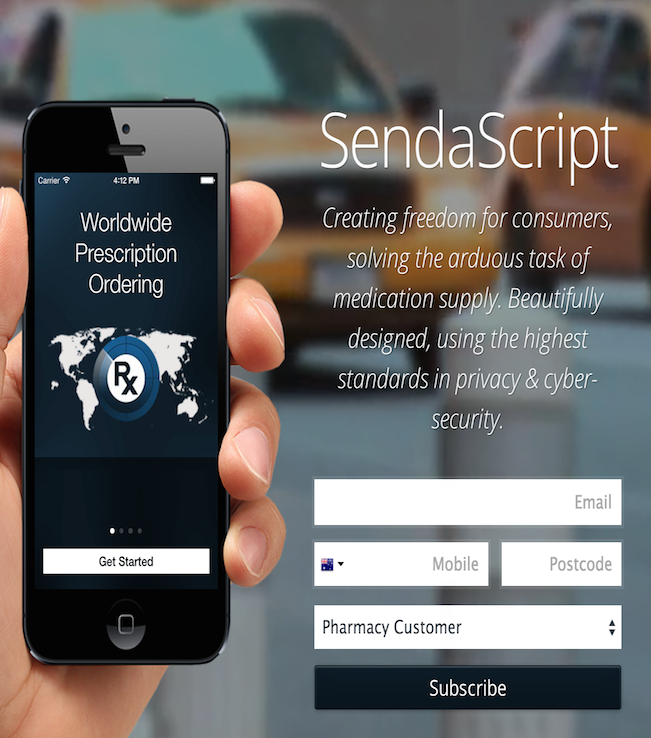 SendaScript
Creating freedom for consumers,
solving the arduous task of
medication supply. Beautifully
designed, using the highest
standards in privacy & cyber-
security.
Carrier 4:12 PM
Worldwide
Prescription
Ordering
Rx
Get Started
Email
Mobile Postcode
Pharmacy Customer
Subscribe